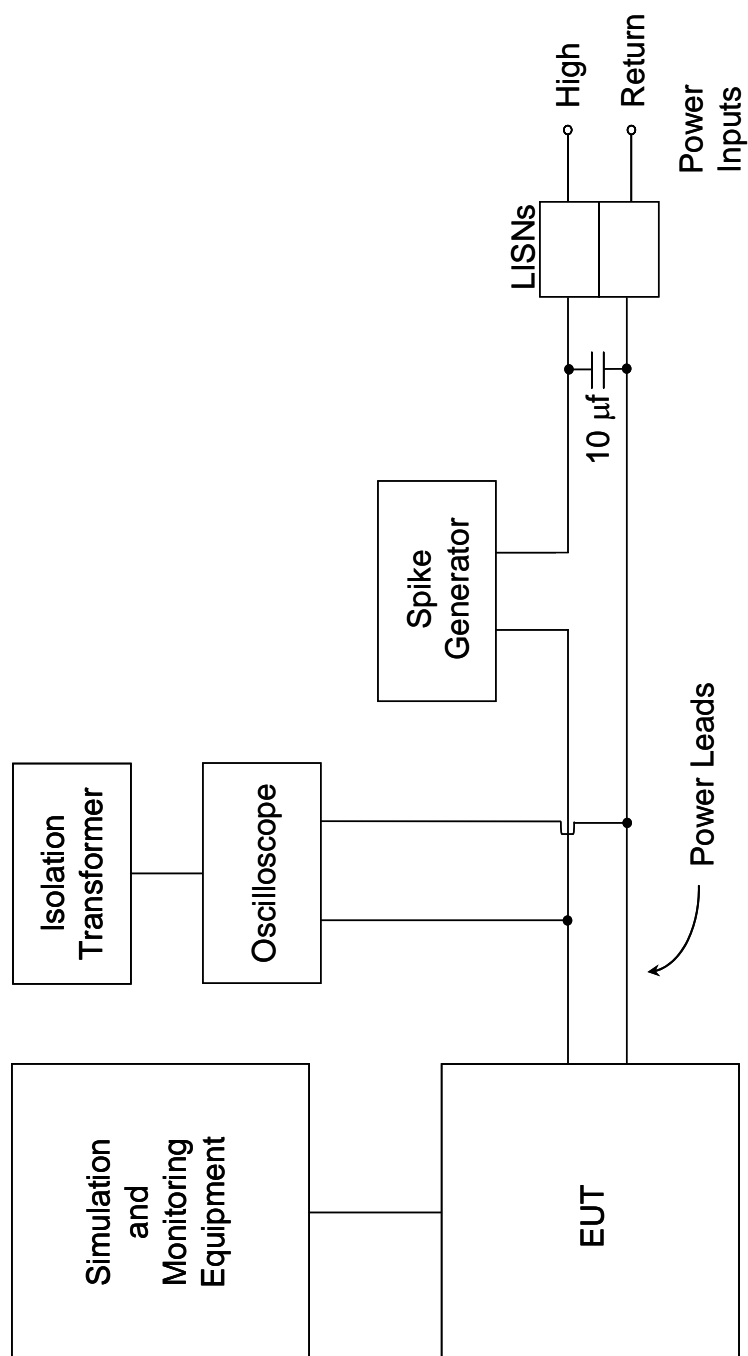 Simulation
and
Monitoring
Equipment
EUT
Isolation
Transformer
Oscilloscope
Power Leads
Spike
Generator
10 μf
LISNs
High
Return
Power
Inputs